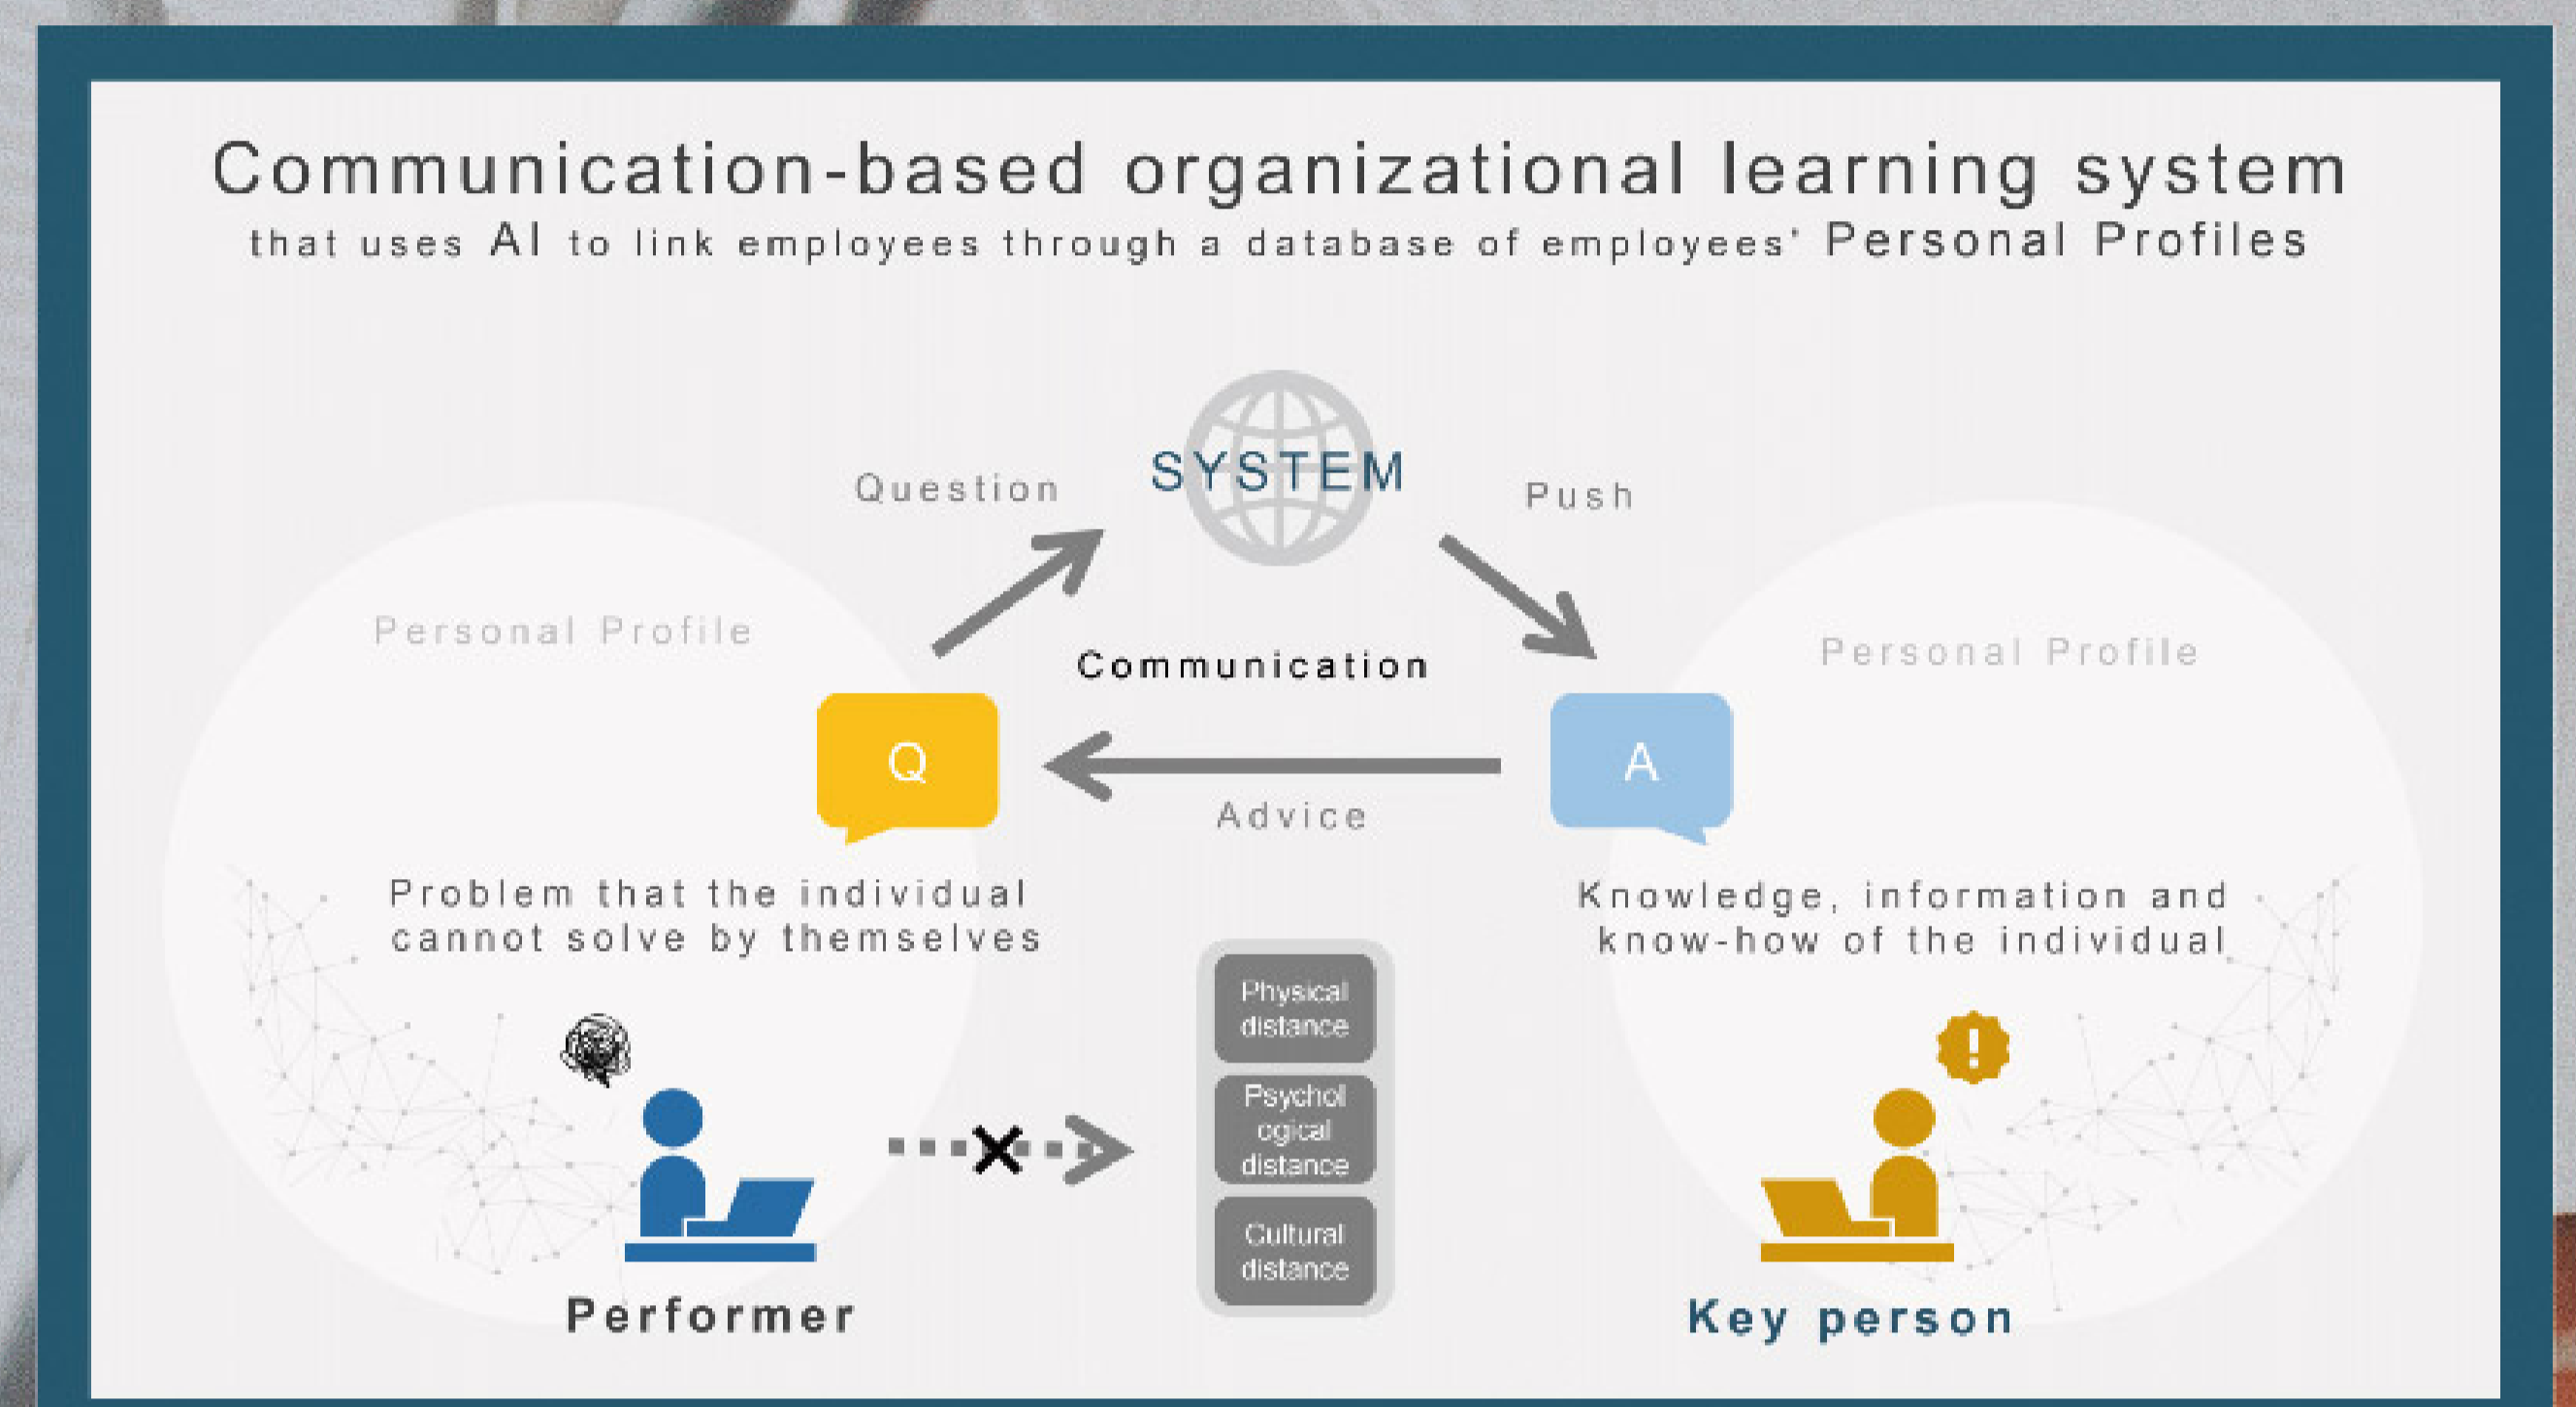 Communication-based organizational learning system
that uses AI to link employees through a database of employees' Personal Profiles
SYSTEM
Question
Push
Personal Profile
Personal Profile
Communication
Q
A
Advice
Problem that the individual
cannot solve by themselves
Knowledge, information and
know-how of the individual
Physical
distance
Psychol
ogical
distance
Cultural
distance
!
Performer
Key person